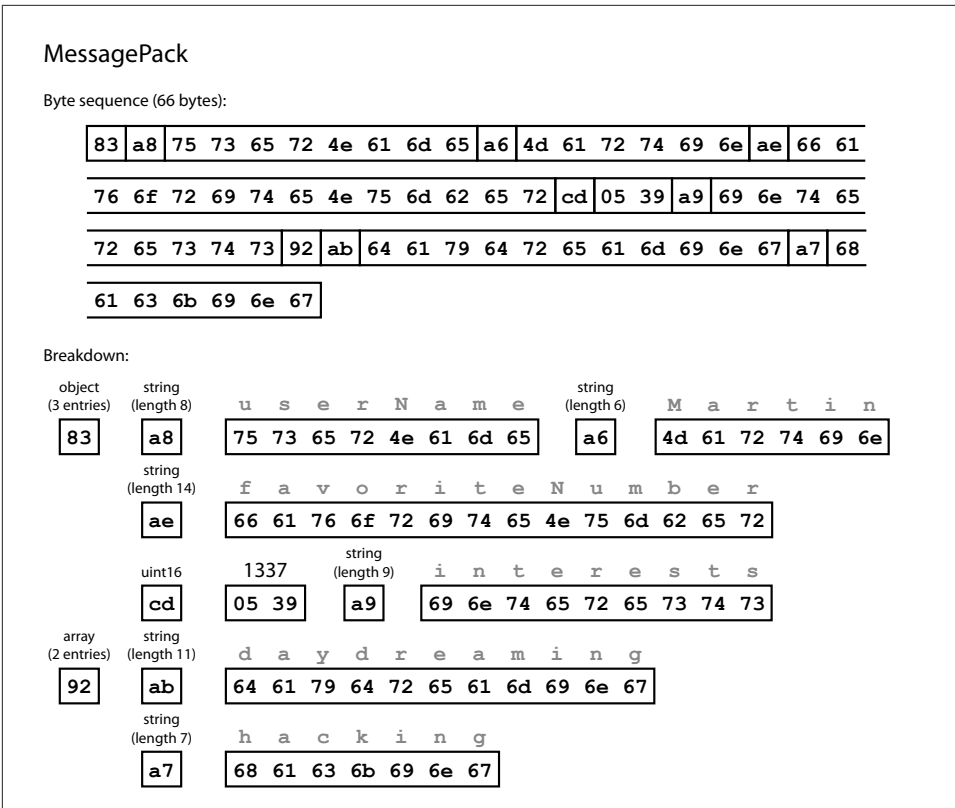 MessagePack
Byte sequence (66 bytes):
83 a8 75 73 65 72 4e 61 6d 65 a6 4d 61 72 74 69 6e ae 66 61
76 6f 72 69 74 65 4e 75 6d 62 65 72 cd 05 39 a9 69 6e 74 65
72 65 73 74 73 92 ab 64 61 79 64 72 65 61 6d 69 6e 67 a7 68
61 63 6b 69 6e 67
Breakdown:
object string string
(3 entries) (length 8) u s e r N a m e (length 6) M a r t i n
83 a8 75 73 65 72 4e 61 6d 65 a6 4d 61 72 74 69 6e
string
(length 14) f a v o r i t e N u m b e r
ae 66 61 76 6f 72 69 74 65 4e 75 6d 62 65 72
string
uint16 1337 (length 9) i n t e r e s t s
cd 05 39 a9 69 6e 74 65 72 65 73 74 73
array string
(2 entries) (length 11) d a y d r e a m i n g
92 ab 64 61 79 64 72 65 61 6d 69 6e 67
string
(length 7) h a c k i n g
a7 68 61 63 6b 69 6e 67